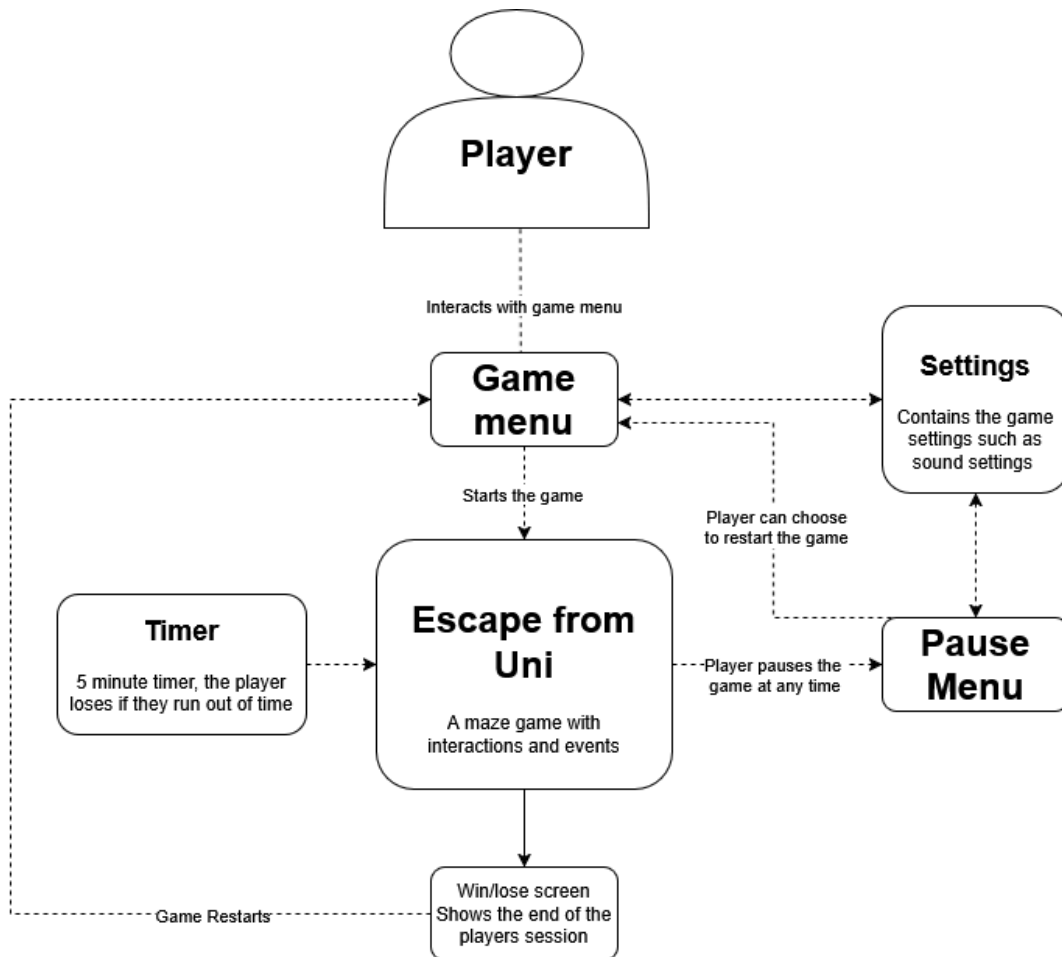 Player
Interacts with game menu
Game
menu
Settings
Contains the game
settings such as
sound settings
Starts the game
Player can choose
to restart the game
Timer
5 minute timer, the player
loses if they run out of time
Escape from
Uni
A maze game with
interactions and events
Player pauses the
game at any time
Pause
Menu
Win/lose screen
Shows the end of the
players session
Game Restarts